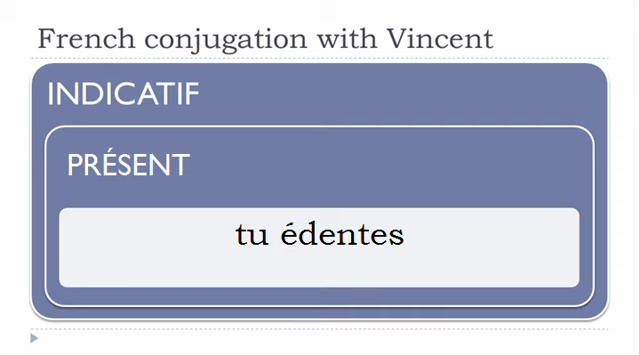 French conjugation with Vincent
INDICATIF
PRÉSENT
tu édentes